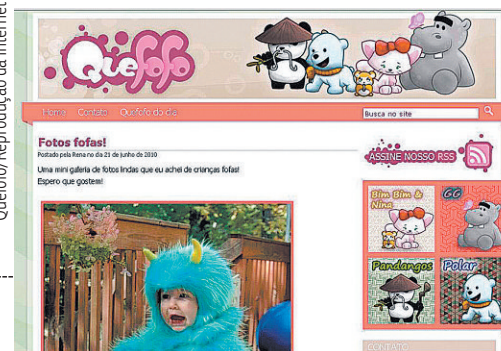 Quefofo/Reprodução da Internet
Quefofo
Home Contato Quefofo do dia
Busca no site
Fotos fofas!
Postado pela Rena no dia 21 de junho de 2010
Uma mini galeria de fotos lindas que eu achei de crianças fofas!
Espero que gostem!
ASSINE NOSSO RSS
Bim Bim &
Nina
GG
Pandangos
Polar
CONTATO